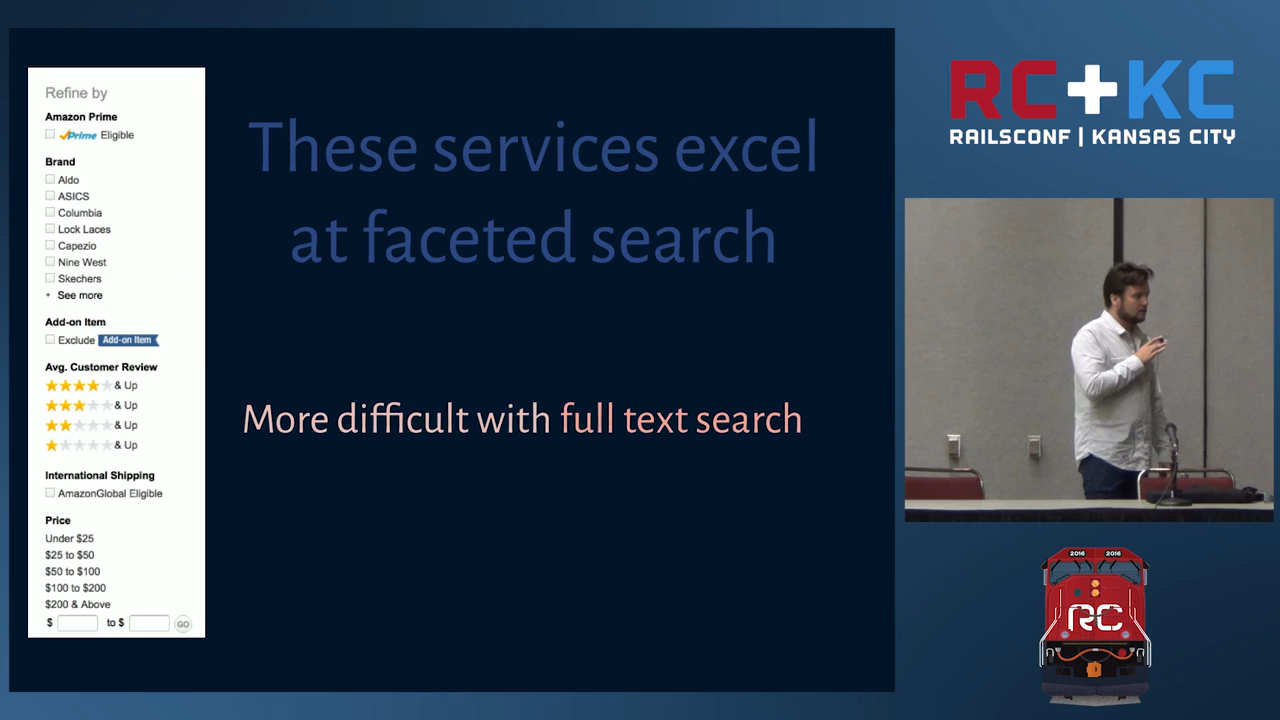 Refine by
Amazon Prime
Prime Eligible
Brand
Aldo
ASICS
Columbia
Lock Laces
Capezio
Nine West
Skechers
+ See more
Add-on Item
Exclude Add-on Item
Avg. Customer Review
& Up
& Up
& Up
& Up
International Shipping
AmazonGlobal Eligible
Price
Under $25
$25 to $50
$50 to $100
$100 to $200
$200 & Above
$ to $ GO
These services excel
at faceted search
More difficult with full text search
RC+KC
RAILSCONF | KANSAS CITY
2016 2016
RC